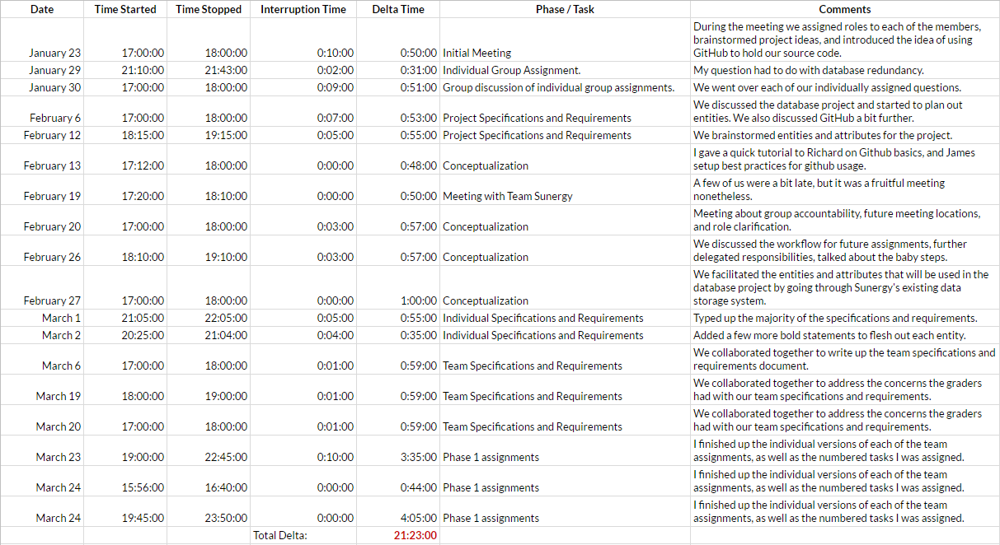 Date Time Started Time Stopped Interruption Time Delta Time Phase / Task Comments
During the meeting we assigned roles to each of the members,
brainstormed project ideas, and introduced the idea of using
January 23 17:00:00 18:00:00 0:10:00 0:50:00 Initial Meeting GitHub to hold our source code.
January 29 21:10:00 21:43:00 0:02:00 0:31:00 Individual Group Assignment. My question had to do with database redundancy.
January 30 17:00:00 18:00:00 0:09:00 0:51:00 Group discussion of individual group assignments. We went over each of our individually assigned questions.
We discussed the database project and started to plan out
February 6 17:00:00 18:00:00 0:07:00 0:53:00 Project Specifications and Requirements entities. We also discussed GitHub a bit further.
February 12 18:15:00 19:15:00 0:05:00 0:55:00 Project Specifications and Requirements We brainstormed entities and attributes for the project.
I gave a quick tutorial to Richard on Github basics, and James
February 13 17:12:00 18:00:00 0:00:00 0:48:00 Conceptualization setup best practices for github usage.
A few of us were a bit late, but it was a fruitful meeting
February 19 17:20:00 18:10:00 0:00:00 0:50:00 Meeting with Team Sunergy nonetheless.
Meeting about group accountability, future meeting locations,
February 20 17:00:00 18:00:00 0:03:00 0:57:00 Conceptualization and role clarification.
We discussed the workflow for future assignments, further
February 26 18:10:00 19:10:00 0:03:00 0:57:00 Conceptualization delegated responsibilities, talked about the baby steps.
We facilitated the entities and attributes that will be used in the
database project by going through Sunergy's existing data
February 27 17:00:00 18:00:00 0:00:00 1:00:00 Conceptualization storage system.
March 1 21:05:00 22:05:00 0:05:00 0:55:00 Individual Specifications and Requirements Typed up the majority of the specifications and requirements.
March 2 20:25:00 21:04:00 0:04:00 0:35:00 Individual Specifications and Requirements Added a few more bold statements to flesh out each entity.
We collaborated together to write up the team specifications and
March 6 17:00:00 18:00:00 0:01:00 0:59:00 Team Specifications and Requirements requirements document.
We collaborated together to address the concerns the graders
March 19 18:00:00 19:00:00 0:01:00 0:59:00 Team Specifications and Requirements had with our team specifications and requirements.
We collaborated together to address the concerns the graders
March 20 17:00:00 18:00:00 0:01:00 0:59:00 Team Specifications and Requirements had with our team specifications and requirements.
I finished up the individual versions of each of the team
March 23 19:00:00 22:45:00 0:10:00 3:35:00 Phase 1 assignments assignments, as well as the numbered tasks I was assigned.
I finished up the individual versions of each of the team
March 24 15:56:00 16:40:00 0:00:00 0:44:00 Phase 1 assignments assignments, as well as the numbered tasks I was assigned.
I finished up the individual versions of each of the team
March 24 19:45:00 23:50:00 0:00:00 4:05:00 Phase 1 assignments assignments, as well as the numbered tasks I was assigned.
Total Delta: 21:23:00